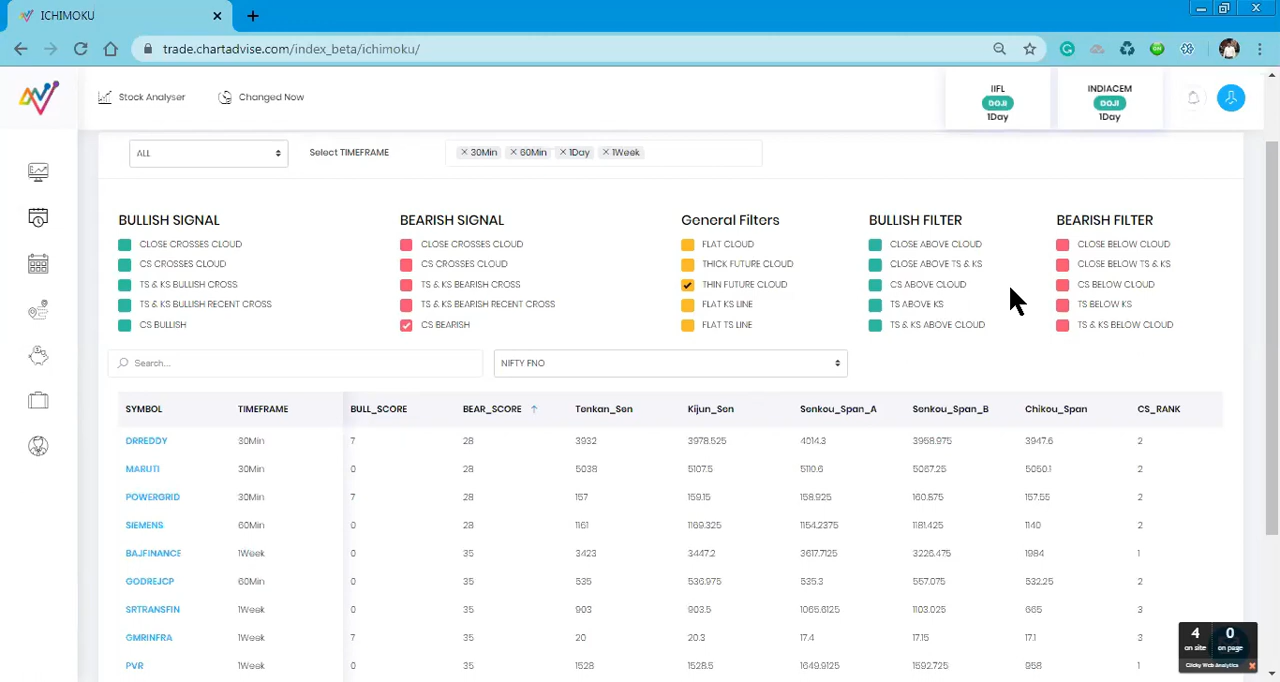 ICHIMOKU
trade.chartadvise.com/index_beta/ichimoku/
Stock Analyser
Changed Now
IIFL
DOJI
1Day
INDIACEM
DOJI
1Day
ALL
Select TIMEFRAME
× 30Min × 60Min × 1Day × 1Week
BULLISH SIGNAL
CLOSE CROSSES CLOUD
CS CROSSES CLOUD
TS & KS BULLISH CROSS
TS & KS BULLISH RECENT CROSS
CS BULLISH
BEARISH SIGNAL
CLOSE CROSSES CLOUD
CS CROSSES CLOUD
TS & KS BEARISH CROSS
TS & KS BEARISH RECENT CROSS
CS BEARISH
General Filters
FLAT CLOUD
THICK FUTURE CLOUD
THIN FUTURE CLOUD
FLAT KS LINE
FLAT TS LINE
BULLISH FILTER
CLOSE ABOVE CLOUD
CLOSE ABOVE TS & KS
CS ABOVE CLOUD
TS ABOVE KS
TS & KS ABOVE CLOUD
BEARISH FILTER
CLOSE BELOW CLOUD
CLOSE BELOW TS & KS
CS BELOW CLOUD
TS BELOW KS
TS & KS BELOW CLOUD
Search...
NIFTY FNO
SYMBOL TIMEFRAME BULL_SCORE BEAR_SCORE Tenkan_Sen Kijun_Sen Senkou_Span_A Senkou_Span_B Chikou_Span CS_RANK
DRREDDY 30Min 7 28 3932 3978.525 4014.3 3958.975 3947.6 2
MARUTI 30Min 0 28 5038 5107.5 5110.6 5067.25 5050.1 2
POWERGRID 30Min 7 28 157 159.15 158.925 160.875 157.55 2
SIEMENS 60Min 0 28 1161 1169.325 1154.2375 1181.425 1140 2
BAJFINANCE 1Week 0 35 3423 3447.2 3617.7125 3226.475 1984 1
GODREJCP 60Min 0 35 535 536.975 535.3 557.075 532.25 2
SRTRANSFIN 1Week 0 35 903 903.5 1065.6125 1103.025 665 3
GMRINFRA 1Week 7 35 20 20.3 17.4 17.15 17.1 3
PVR 1Week 0 35 1528 1528.5 1649.9125 1592.725 958 1
4 on site
0 on page
Clicky Web Analytics